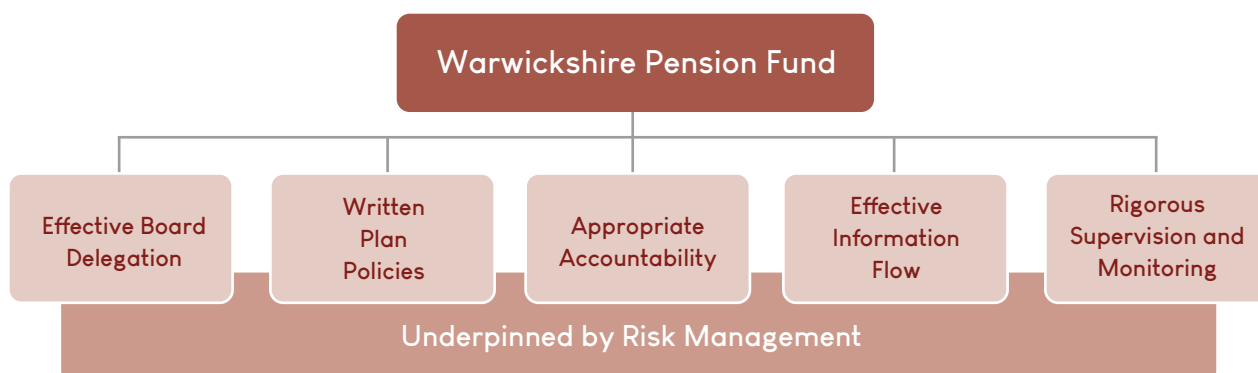 Warwickshire Pension Fund
Effective Board
Delegation
Written
Plan
Policies
Appropriate
Accountability
Effective
Information
Flow
Rigorous
Supervision and
Monitoring
Underpinned by Risk Management